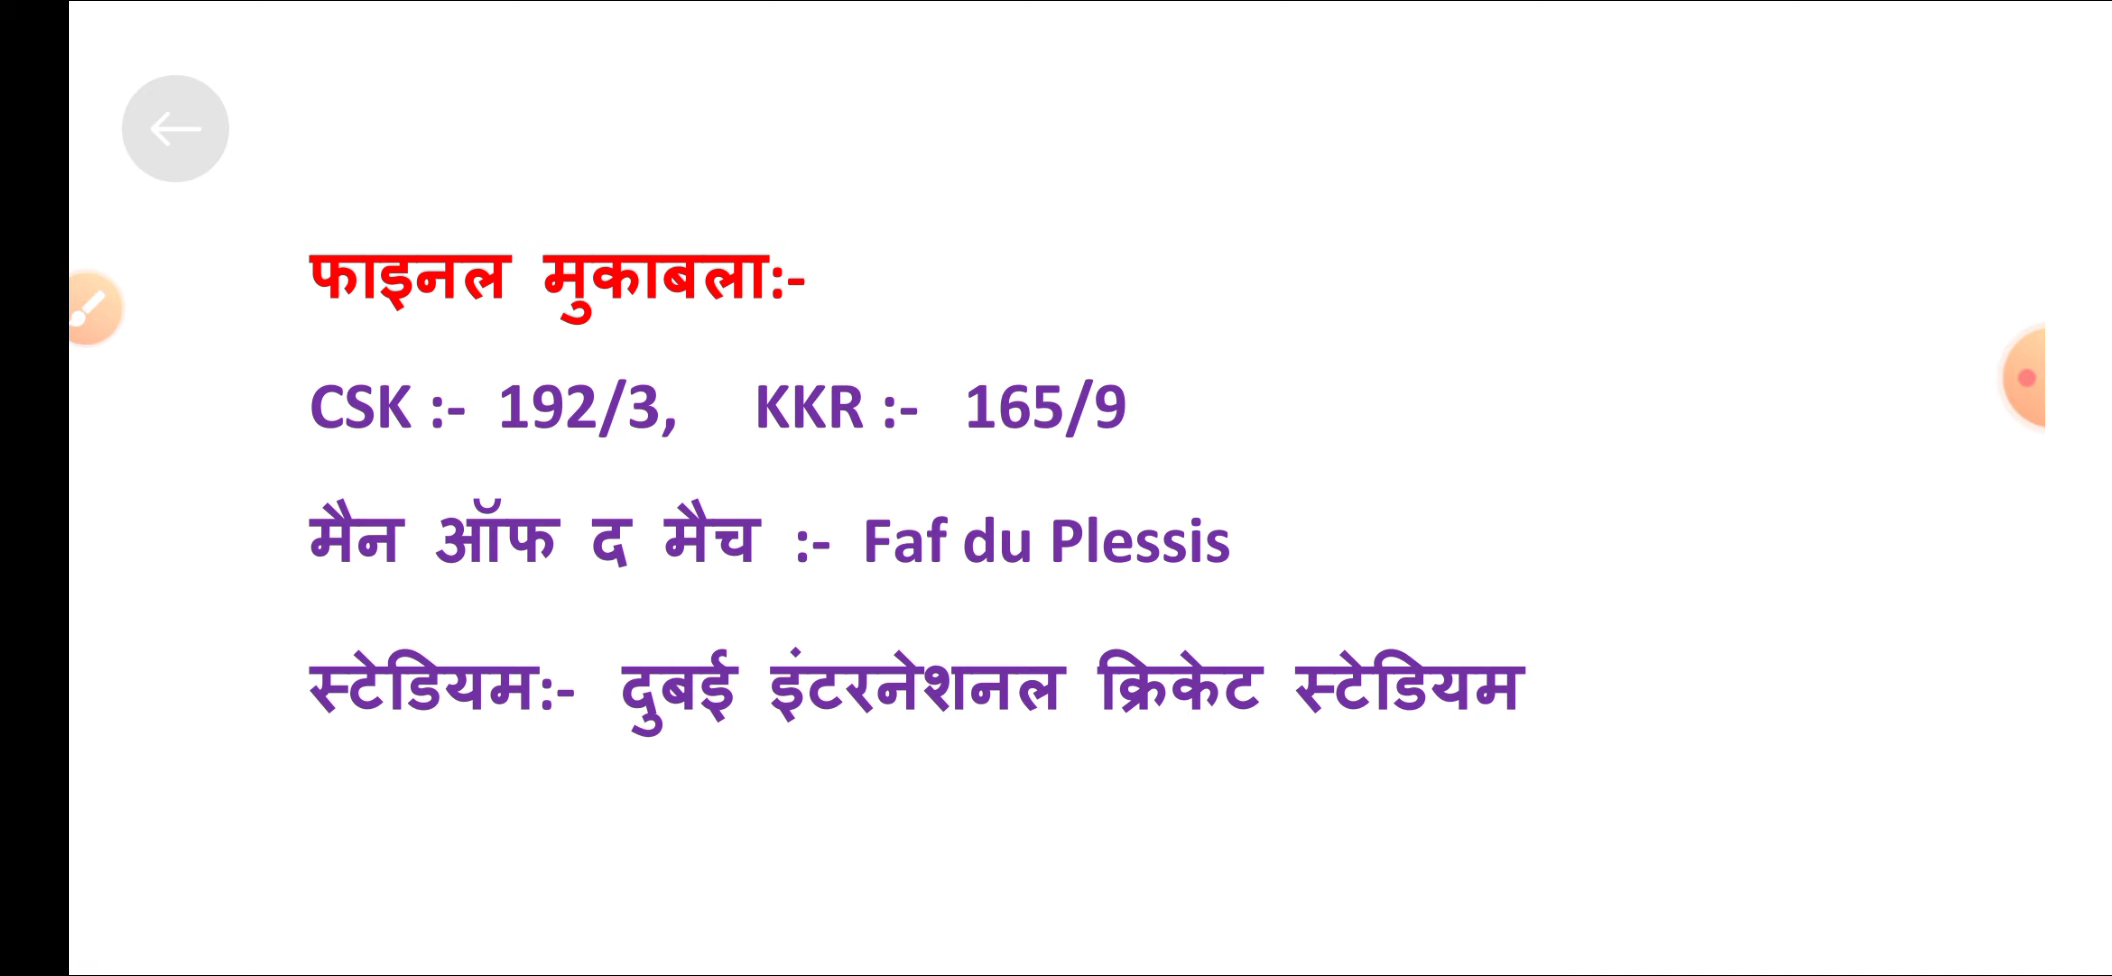 फाइनल मुकाबला:-
CSK :- 192/3, KKR :- 165/9
मैन ऑफ द मैच :- Faf du Plessis
स्टेडियम:- दुबई इंटरनेशनल क्रिकेट स्टेडियम